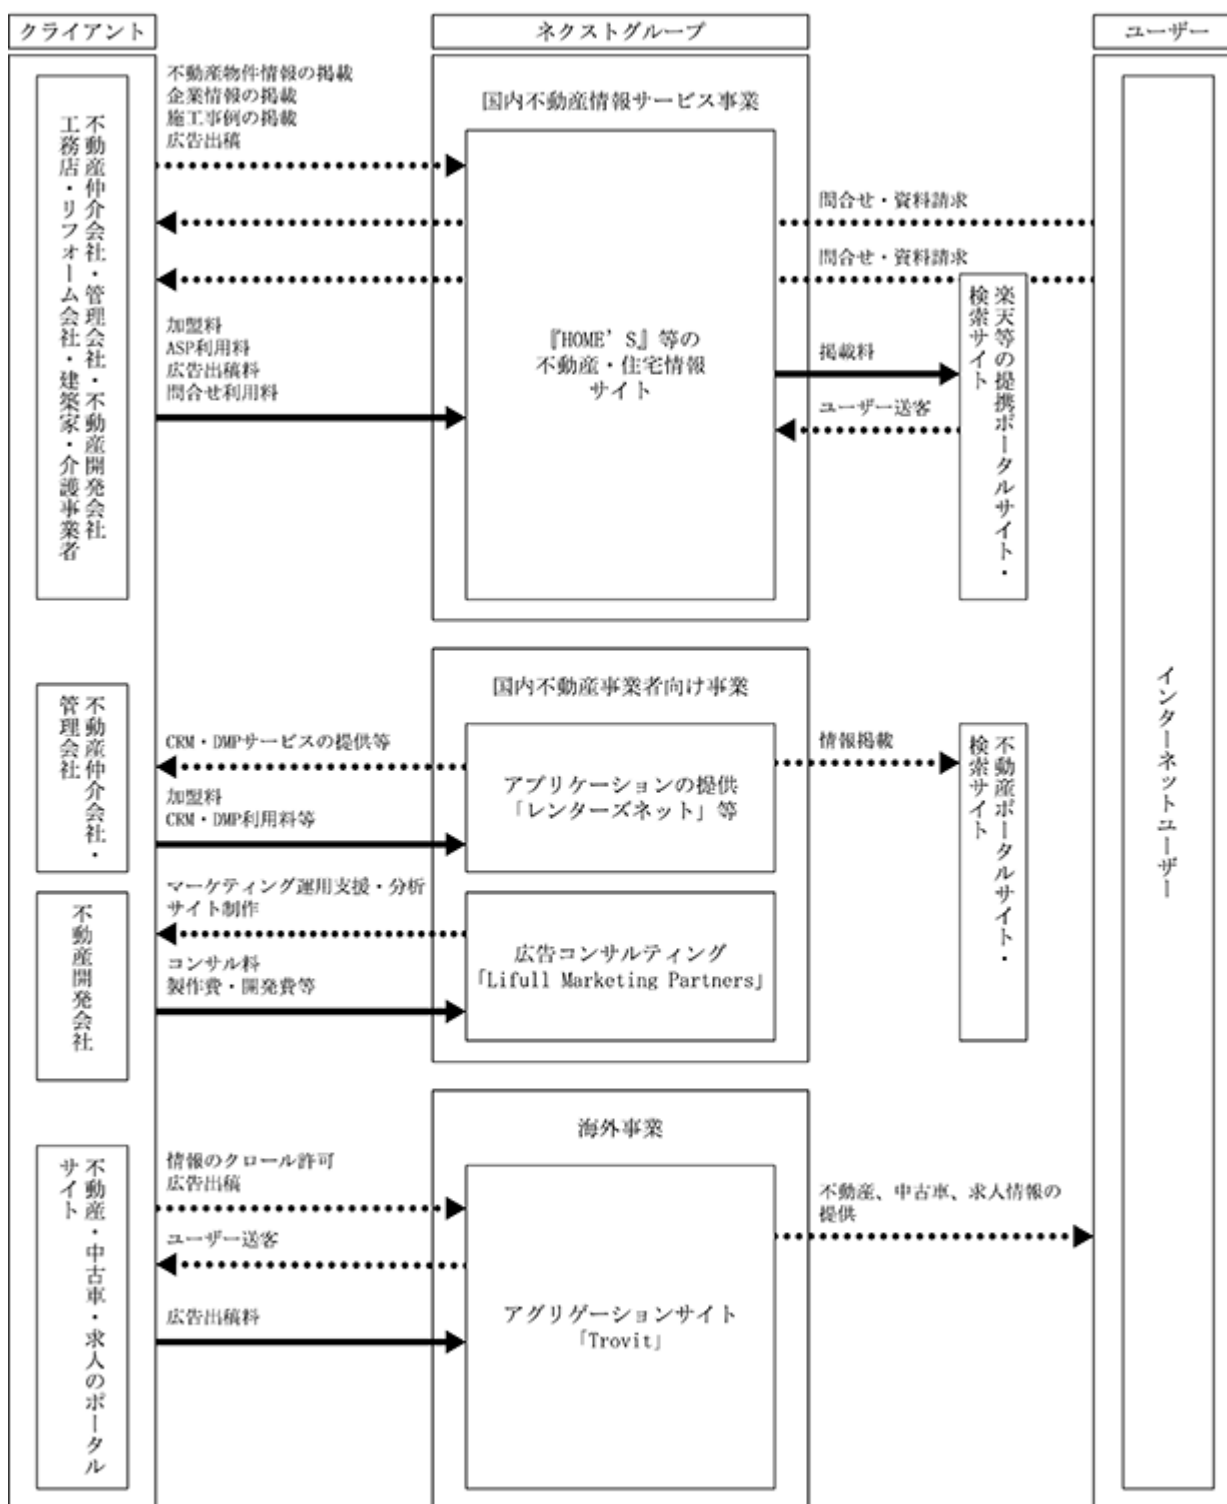 クライアント
ネクストグループ
ユーザー
不動産仲介会社・管理会社・不動産開発会社
工務店・リフォーム会社・建築家・介護事業者
不動産物件情報の掲載
企業情報の掲載
施工事例の掲載
広告出稿
加盟料
ASP利用料
広告出稿料
問合せ利用料
国内不動産情報サービス事業
『HOME'S』等の
不動産・住宅情報
サイト
問合せ・資料請求
問合せ・資料請求
掲載料
ユーザー送客
楽天等の提携ポータルサイト・
検索サイト
インターネットユーザー
不動産仲介会社・
管理会社
CRM・DMPサービスの提供等
加盟料
CRM・DMP利用料等
国内不動産事業者向け事業
アプリケーションの提供
「レンターズネット」等
情報掲載
不動産ポータルサイト・
検索サイト
不動産開発会社
マーケティング運用支援・分析
サイト制作
コンサル料
製作費・開発費等
広告コンサルティング
「Lifull Marketing Partners」
不動産・中古車・求人のポータル
サイト
情報のクロール許可
広告出稿
ユーザー送客
広告出稿料
海外事業
アグリゲーションサイト
「Trovit」
不動産、中古車、求人情報の
提供